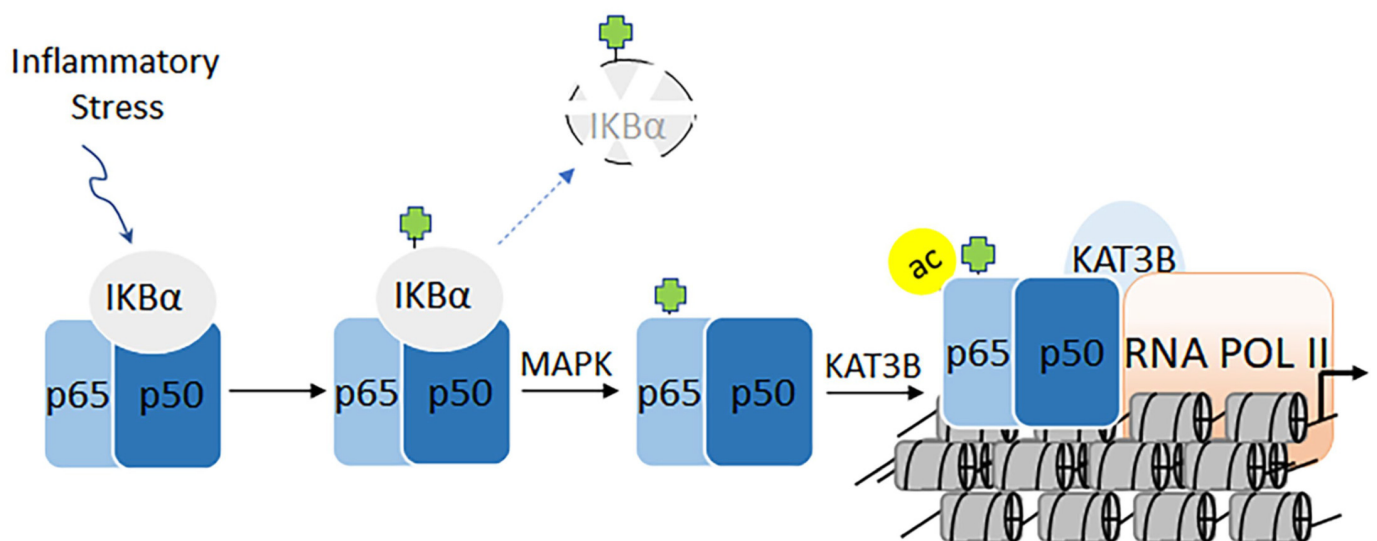 Inflammatory
Stress
IKBα
p65
p50
IKBα
p65
p50
IKBα
MAPK
p65
p50
KAT3B
ac
KAT3B
p65
p50
RNA POL II